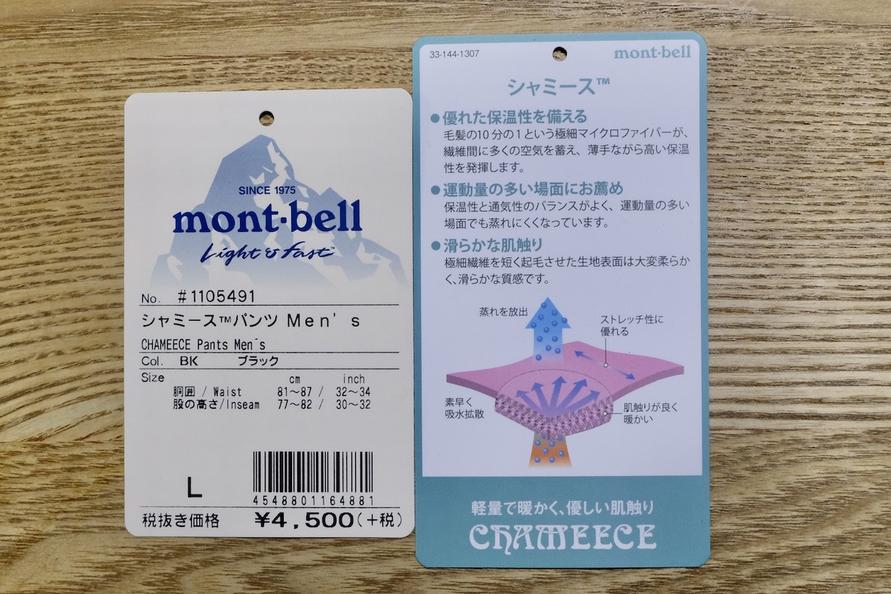 SINCE 1975
mont·bell
Light & Fast
No. #1105491
シャミース™パンツ Men's
CHAMEECE Pants Men's
Col. BK ブラック
Size cm inch
胴囲 / Waist 81〜87 / 32〜34
股の高さ/Inseam 77〜82 / 30〜32
L
4548801164881
税抜き価格 ¥4,500(+税)
33-144-1307
mont·bell
シャミース™
●優れた保温性を備える
毛髪の10分の1という極細マイクロファイバーが、
繊維間に多くの空気を蓄え、薄手ながら高い保温
性を発揮します。
●運動量の多い場面にお薦め
保温性と通気性のバランスがよく、運動量の多い
場面でも蒸れにくくなっています。
●滑らかな肌触り
極細繊維を短く起毛させた生地表面は大変柔らか
く、滑らかな質感です。
蒸れを放出
ストレッチ性に
優れる
素早く
吸水拡散
肌触りが良く
暖かい
軽量で暖かく、優しい肌触り
CHAMEECE